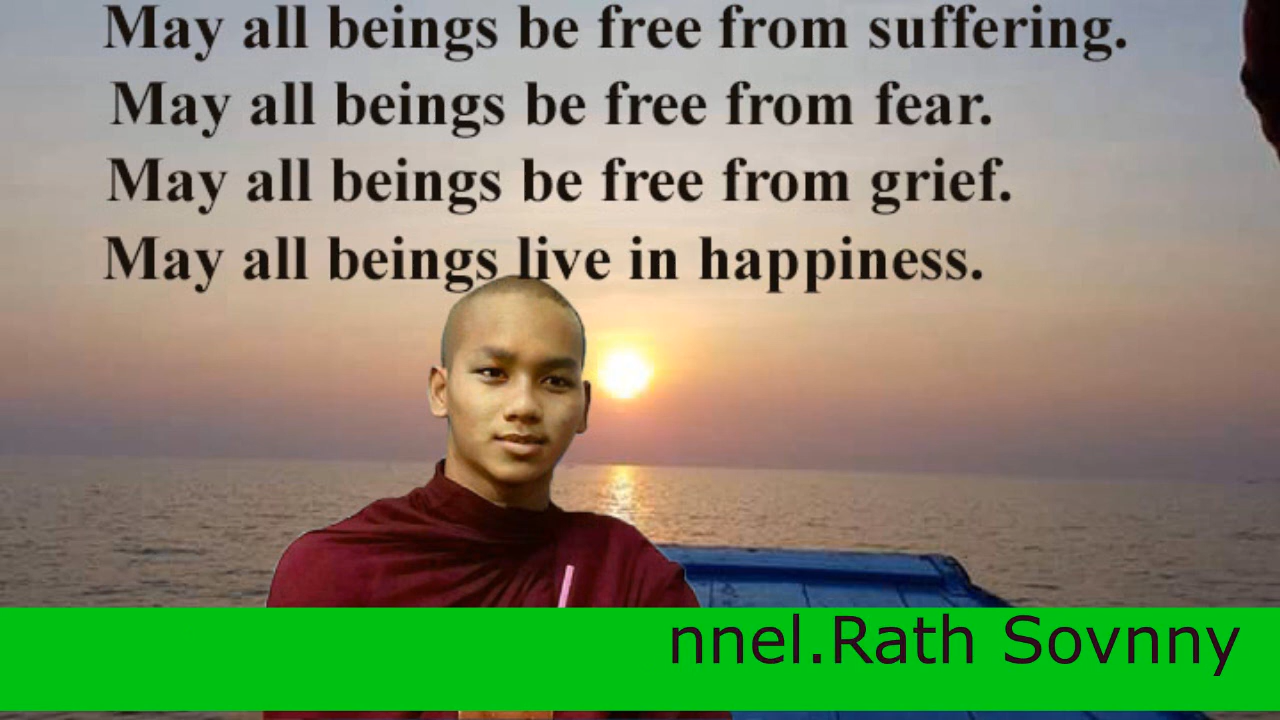 May all beings be free from suffering.
May all beings be free from fear.
May all beings be free from grief.
May all beings live in happiness.
nnel.Rath Sovnny